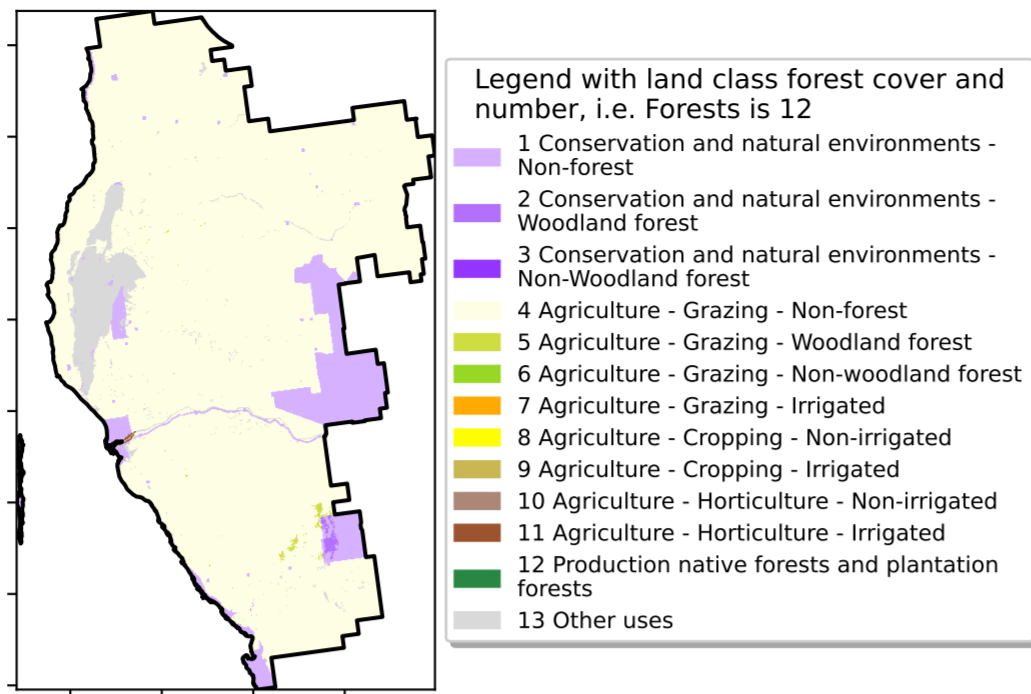 Legend with land class forest cover and
number, i.e. Forests is 12
1 Conservation and natural environments -
Non-forest
2 Conservation and natural environments -
Woodland forest
3 Conservation and natural environments -
Non-Woodland forest
4 Agriculture - Grazing - Non-forest
5 Agriculture - Grazing - Woodland forest
6 Agriculture - Grazing - Non-woodland forest
7 Agriculture - Grazing - Irrigated
8 Agriculture - Cropping - Non-irrigated
9 Agriculture - Cropping - Irrigated
10 Agriculture - Horticulture - Non-irrigated
11 Agriculture - Horticulture - Irrigated
12 Production native forests and plantation
forests
13 Other uses